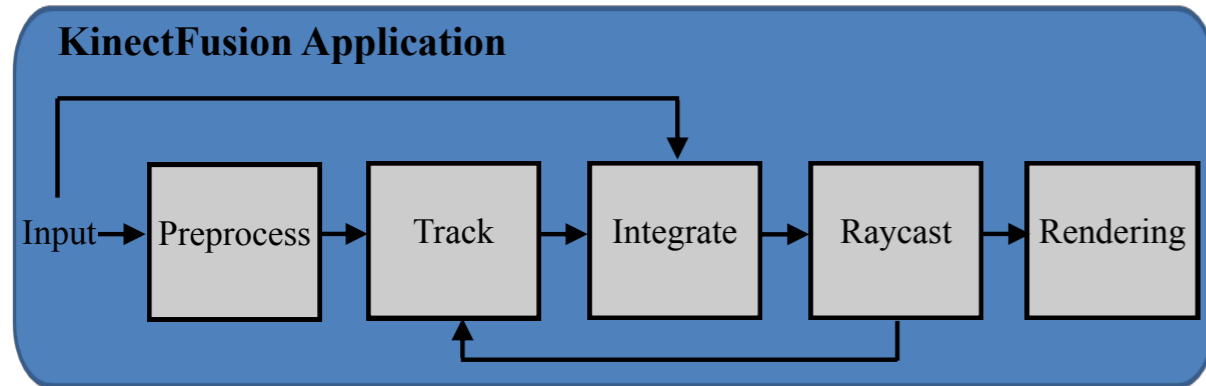 KinectFusion Application
Input
Preprocess
Track
Integrate
Raycast
Rendering